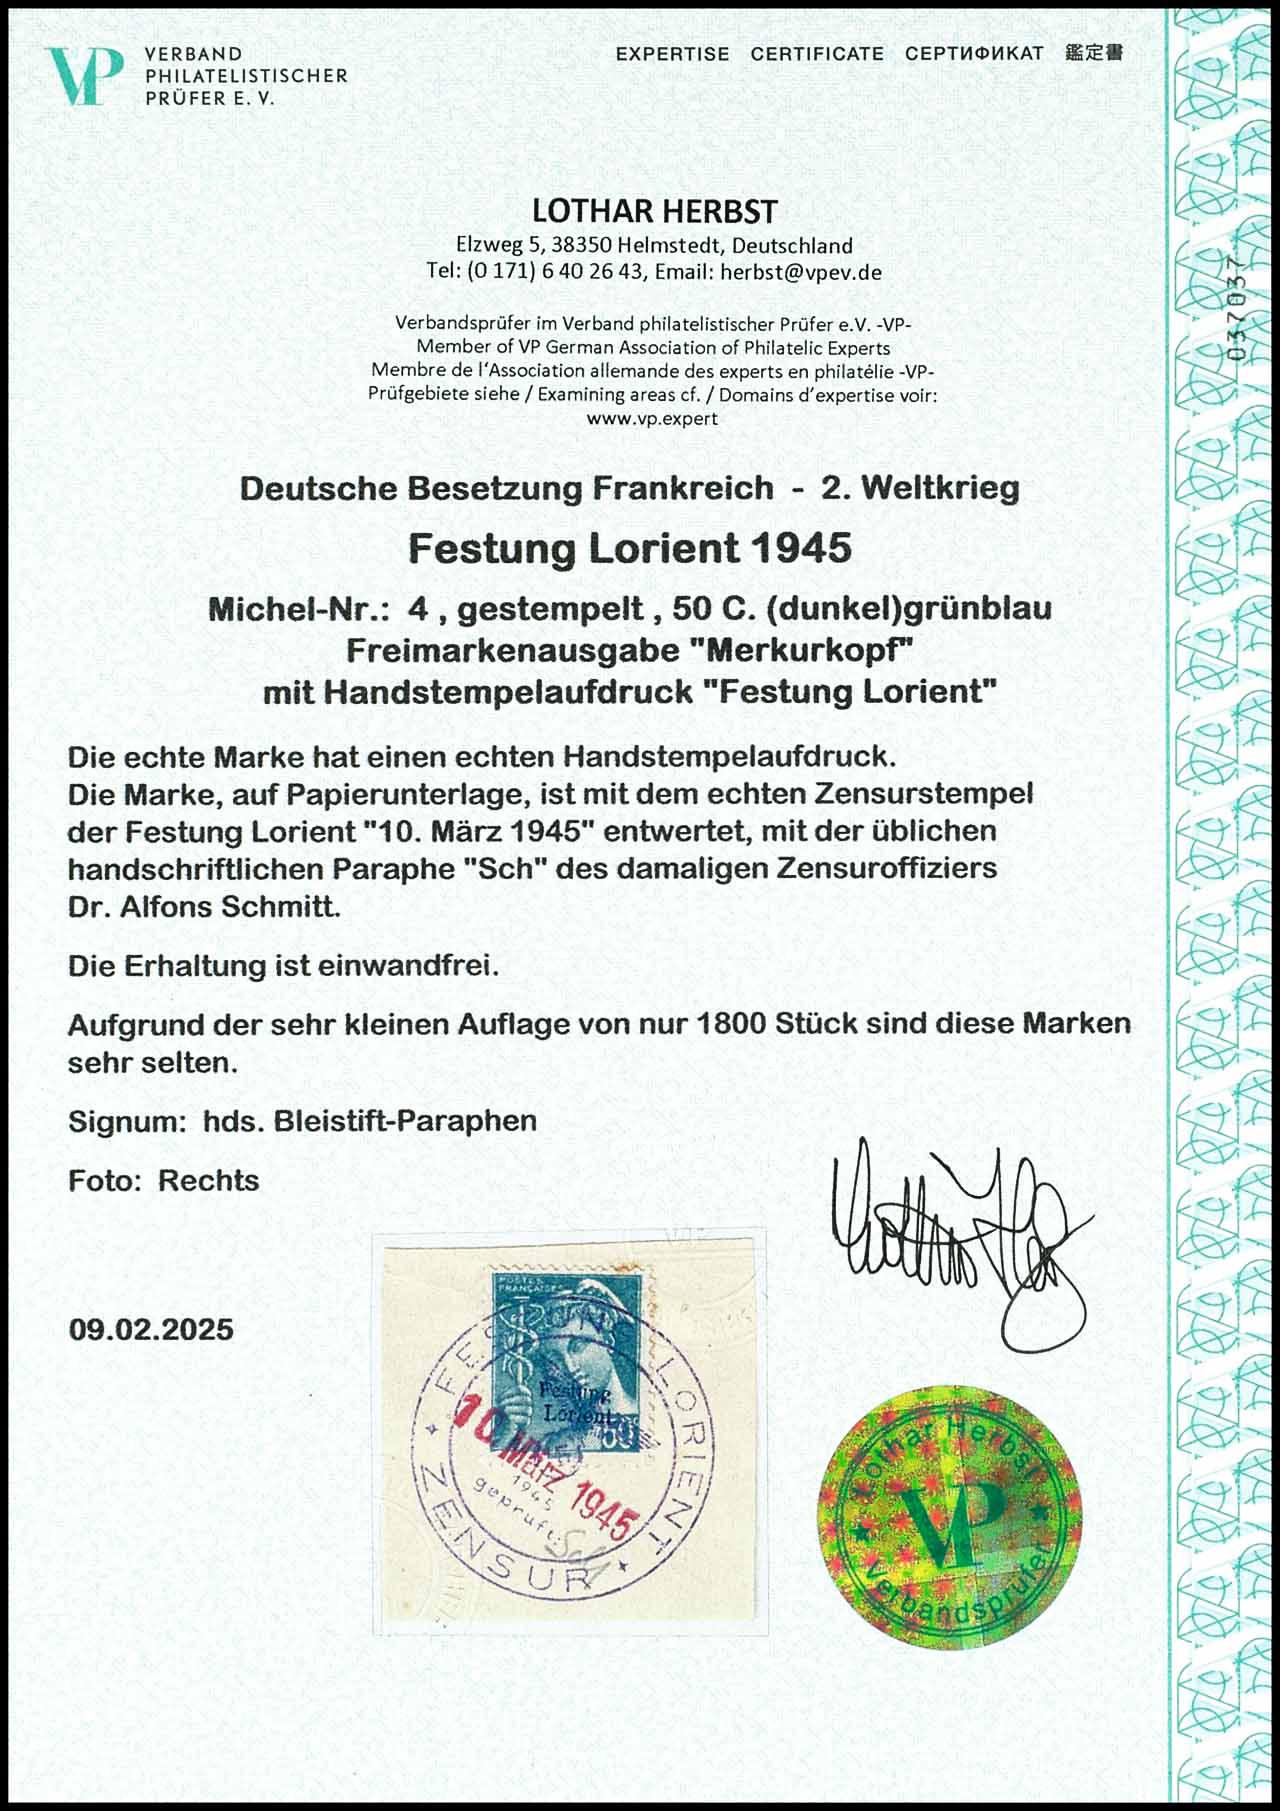 VP
VERBAND
PHILATELISTISCHER
PRÜFER E. V.
EXPERTISE CERTIFICATE СЕРТИФИКАТ 鑑定書
LOTHAR HERBST
Elzweg 5, 38350 Helmstedt, Deutschland
Tel: (0 171) 6 40 26 43, Email: herbst@vpev.de
037037
Verbandsprüfer im Verband philatelistischer Prüfer e.V. -VP-
Member of VP German Association of Philatelic Experts
Membre de l‘Association allemande des experts en philatélie -VP-
Prüfgebiete siehe / Examining areas cf. / Domains d’expertise voir:
www.vp.expert
Deutsche Besetzung Frankreich - 2. Weltkrieg
Festung Lorient 1945
Michel-Nr.: 4 , gestempelt , 50 C. (dunkel)grünblau
Freimarkenausgabe "Merkurkopf"
mit Handstempelaufdruck "Festung Lorient"
Die echte Marke hat einen echten Handstempelaufdruck.
Die Marke, auf Papierunterlage, ist mit dem echten Zensurstempel
der Festung Lorient "10. März 1945" entwertet, mit der üblichen
handschriftlichen Paraphe "Sch" des damaligen Zensuroffiziers
Dr. Alfons Schmitt.
Die Erhaltung ist einwandfrei.
Aufgrund der sehr kleinen Auflage von nur 1800 Stück sind diese Marken
sehr selten.
Signum: hds. Bleistift-Paraphen
Foto: Rechts
09.02.2025
POSTES
FRANÇAISES
FESTUNG LORIENT
Festung
Lorient
50
10. März 1945
1945
geprüft:
Sch
ZENSUR
Lothar Herbst
VP
Verbandsprüfer